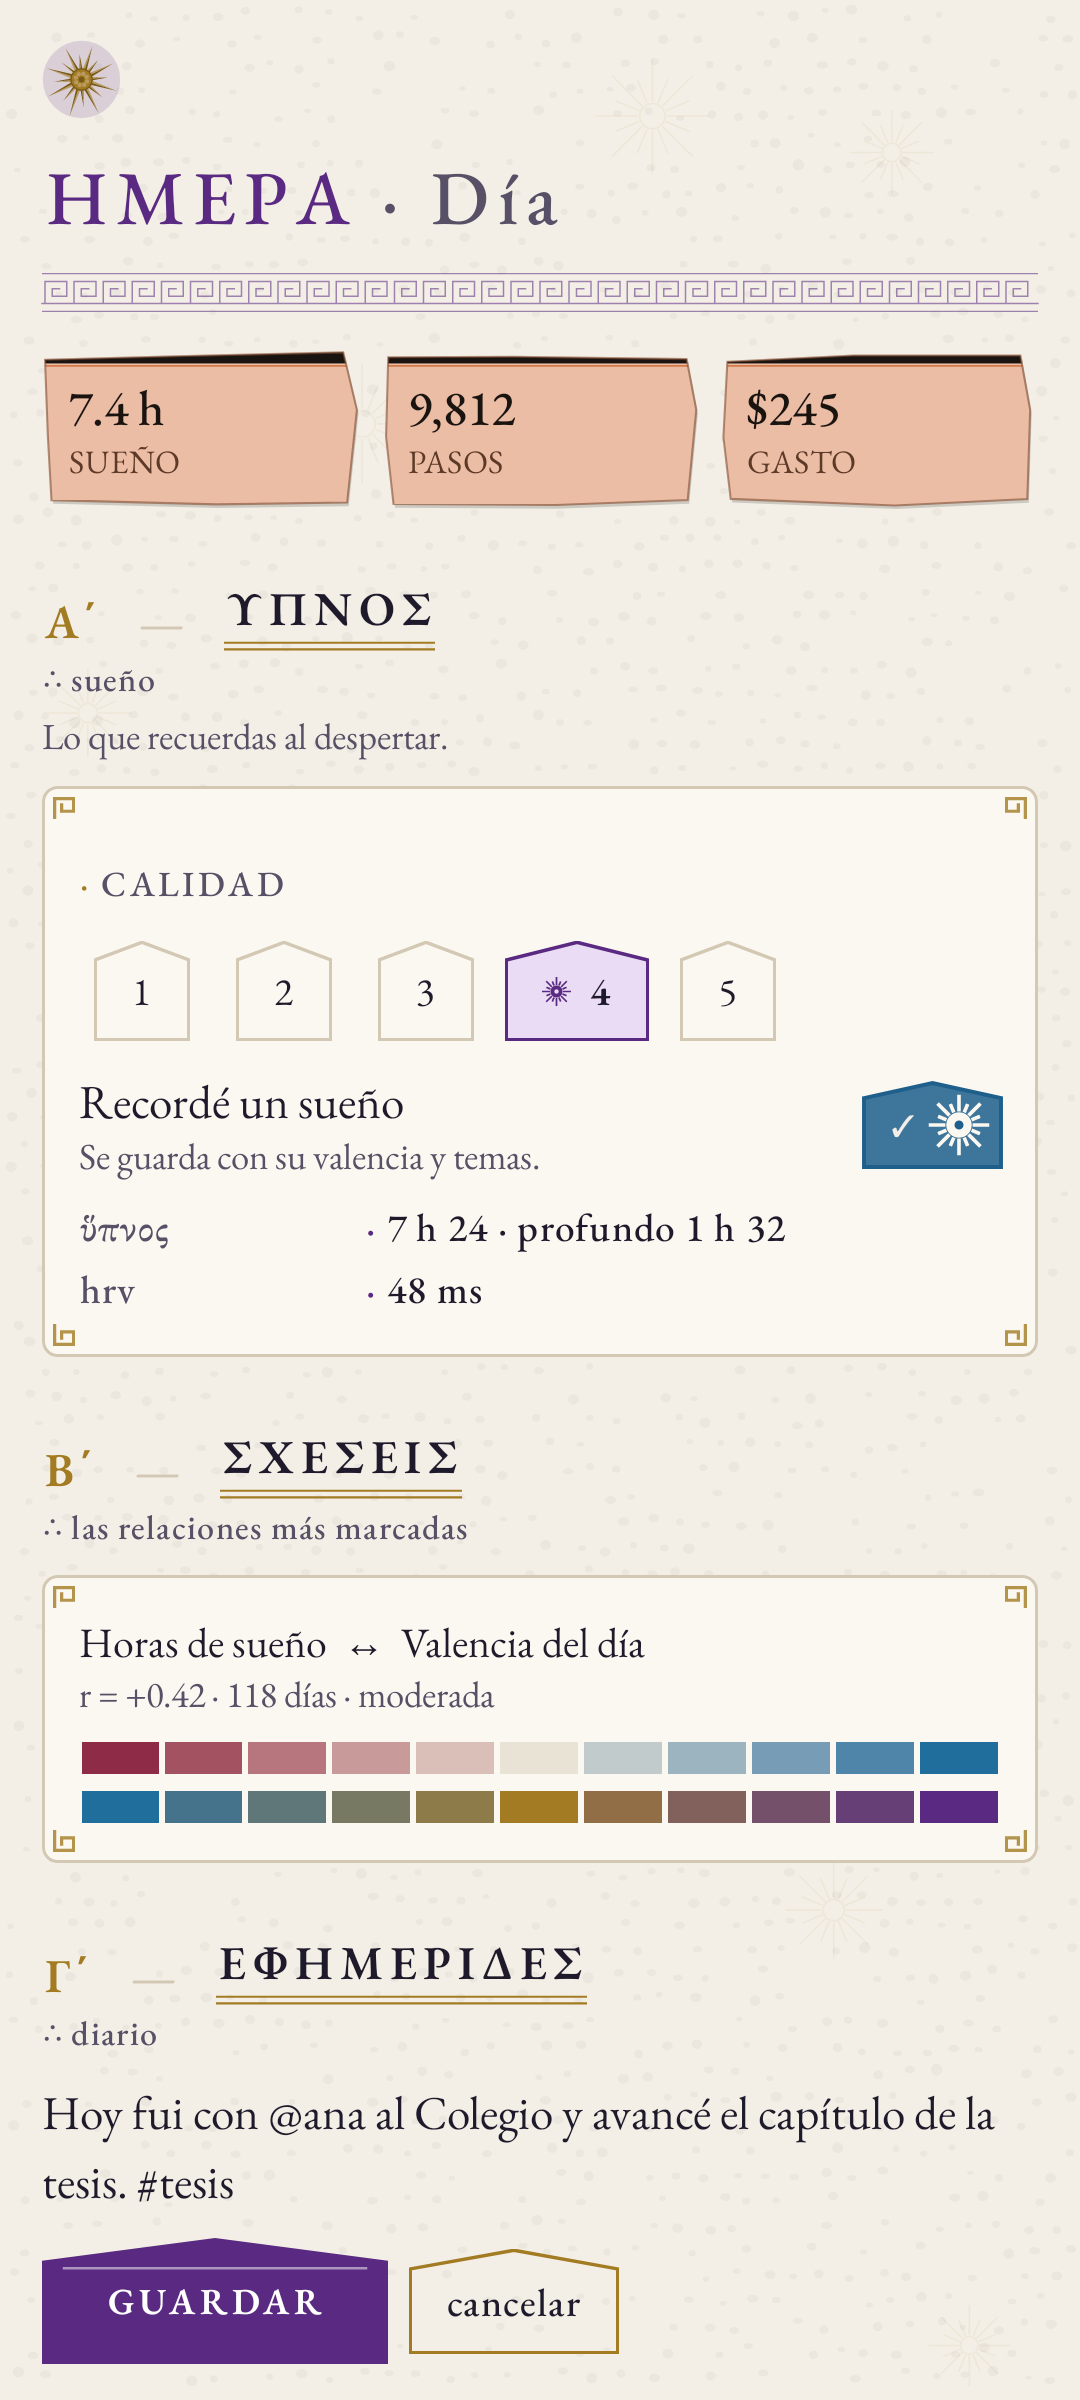 ΗΜΕΡΑ · Día
7.4 h
SUEÑO
9,812
PASOS
$245
GASTO
Α΄ — ϒΠΝΟΣ
∴ sueño
Lo que recuerdas al despertar.
· CALIDAD
1 2 3 4 5
Recordé un sueño
✓
Se guarda con su valencia y temas.
ὕπνος · 7 h 24 · profundo 1 h 32
hrv · 48 ms
Β΄ — ΣΧΕΣΕΙΣ
∴ las relaciones más marcadas
Horas de sueño ↔ Valencia del día
r = +0.42 · 118 días · moderada
Γ΄ — ΕΦΗΜΕΡΙΔΕΣ
∴ diario
Hoy fui con @ana al Colegio y avancé el capítulo de la
tesis. #tesis
GUARDAR cancelar